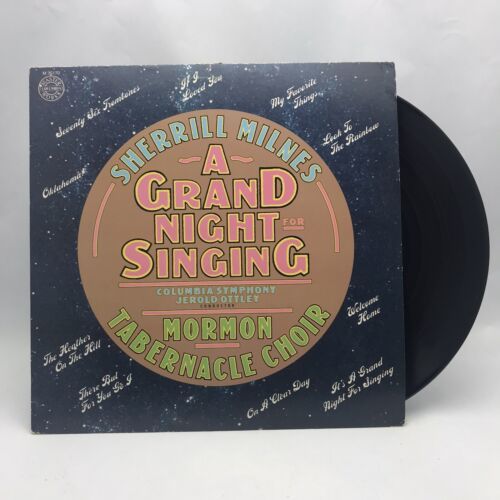 If I
Loved You
Seventy Six Trombones
My Favorite
Things
Look To
The Rainbow
Oklahoma!
SHERRILL MILNES
A
GRAND
NIGHT
FOR
SINGING
COLUMBIA SYMPHONY
JEROLD OTTLEY
CONDUCTOR
MORMON
TABERNACLE CHOIR
Welcome
Home
The Heather
On The Hill
There But
For You Go I
On A Clear Day
It's A Grand
Night For Singing